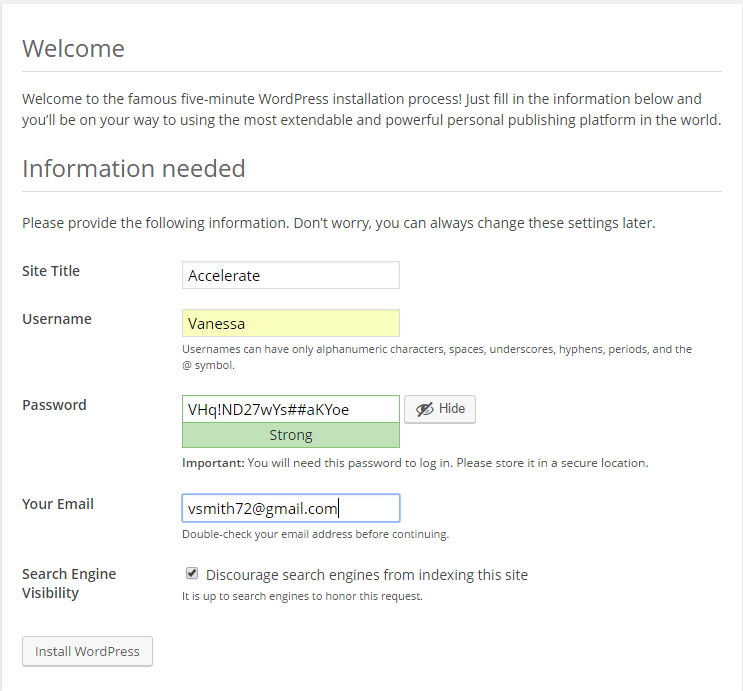 Welcome
Welcome to the famous five-minute WordPress installation process! Just fill in the information below and
you’ll be on your way to using the most extendable and powerful personal publishing platform in the world.
Information needed
Please provide the following information. Don’t worry, you can always change these settings later.
Site Title
Accelerate
Username
Vanessa
Usernames can have only alphanumeric characters, spaces, underscores, hyphens, periods, and the
@ symbol.
Password
VHq!ND27wYs##aKYoe
Hide
Strong
Important: You will need this password to log in. Please store it in a secure location.
Your Email
vsmith72@gmail.com
Double-check your email address before continuing.
Search Engine
Visibility
Discourage search engines from indexing this site
It is up to search engines to honor this request.
Install WordPress